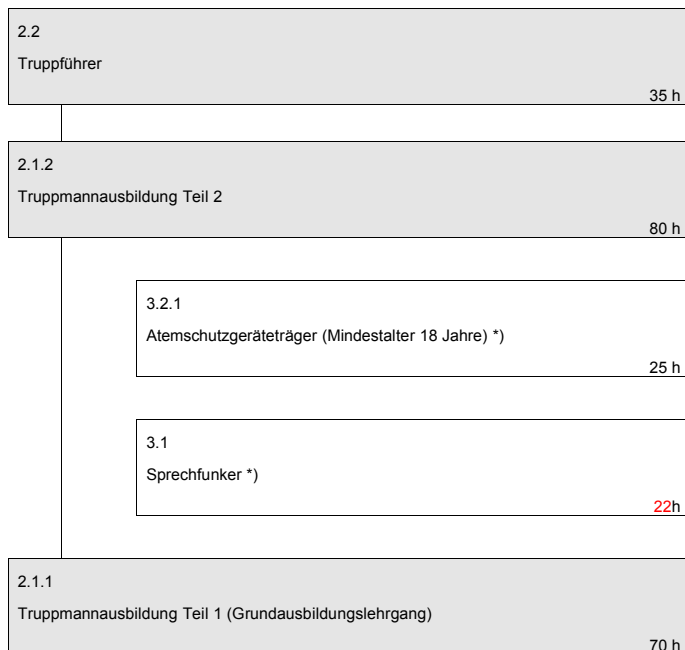 2.2
Truppführer
35 h
2.1.2
Truppmannausbildung Teil 2
80 h
3.2.1
Atemschutzgeräteträger (Mindestalter 18 Jahre) *)
25 h
3.1
Sprechfunker *)
22h
2.1.1
Truppmannausbildung Teil 1 (Grundausbildungslehrgang)
70 h